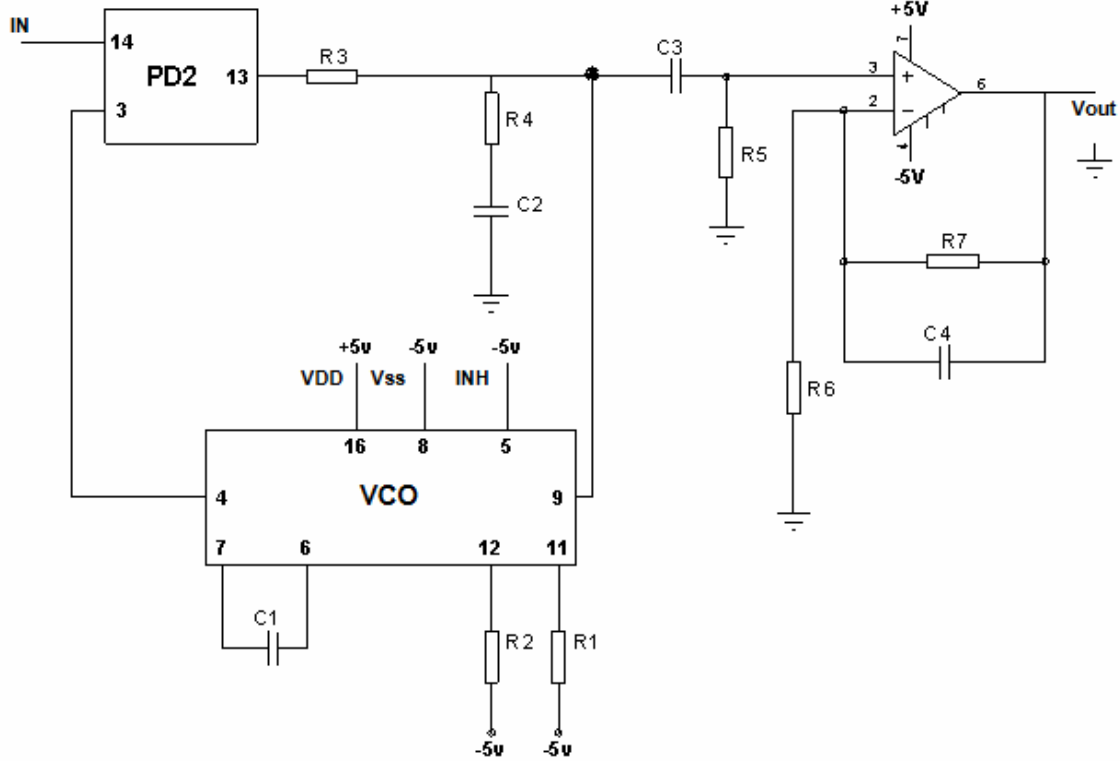 +5V
IN
14
PD2
13
3
R3
C3
7
3
+
2
-
6
Vout
4
-5V
R4
R5
C2
R7
C4
R6
+5v
-5v
-5v
VDD
Vss
INH
16
8
5
4
VCO
9
7
6
12
11
C1
R2
R1
-5v
-5v